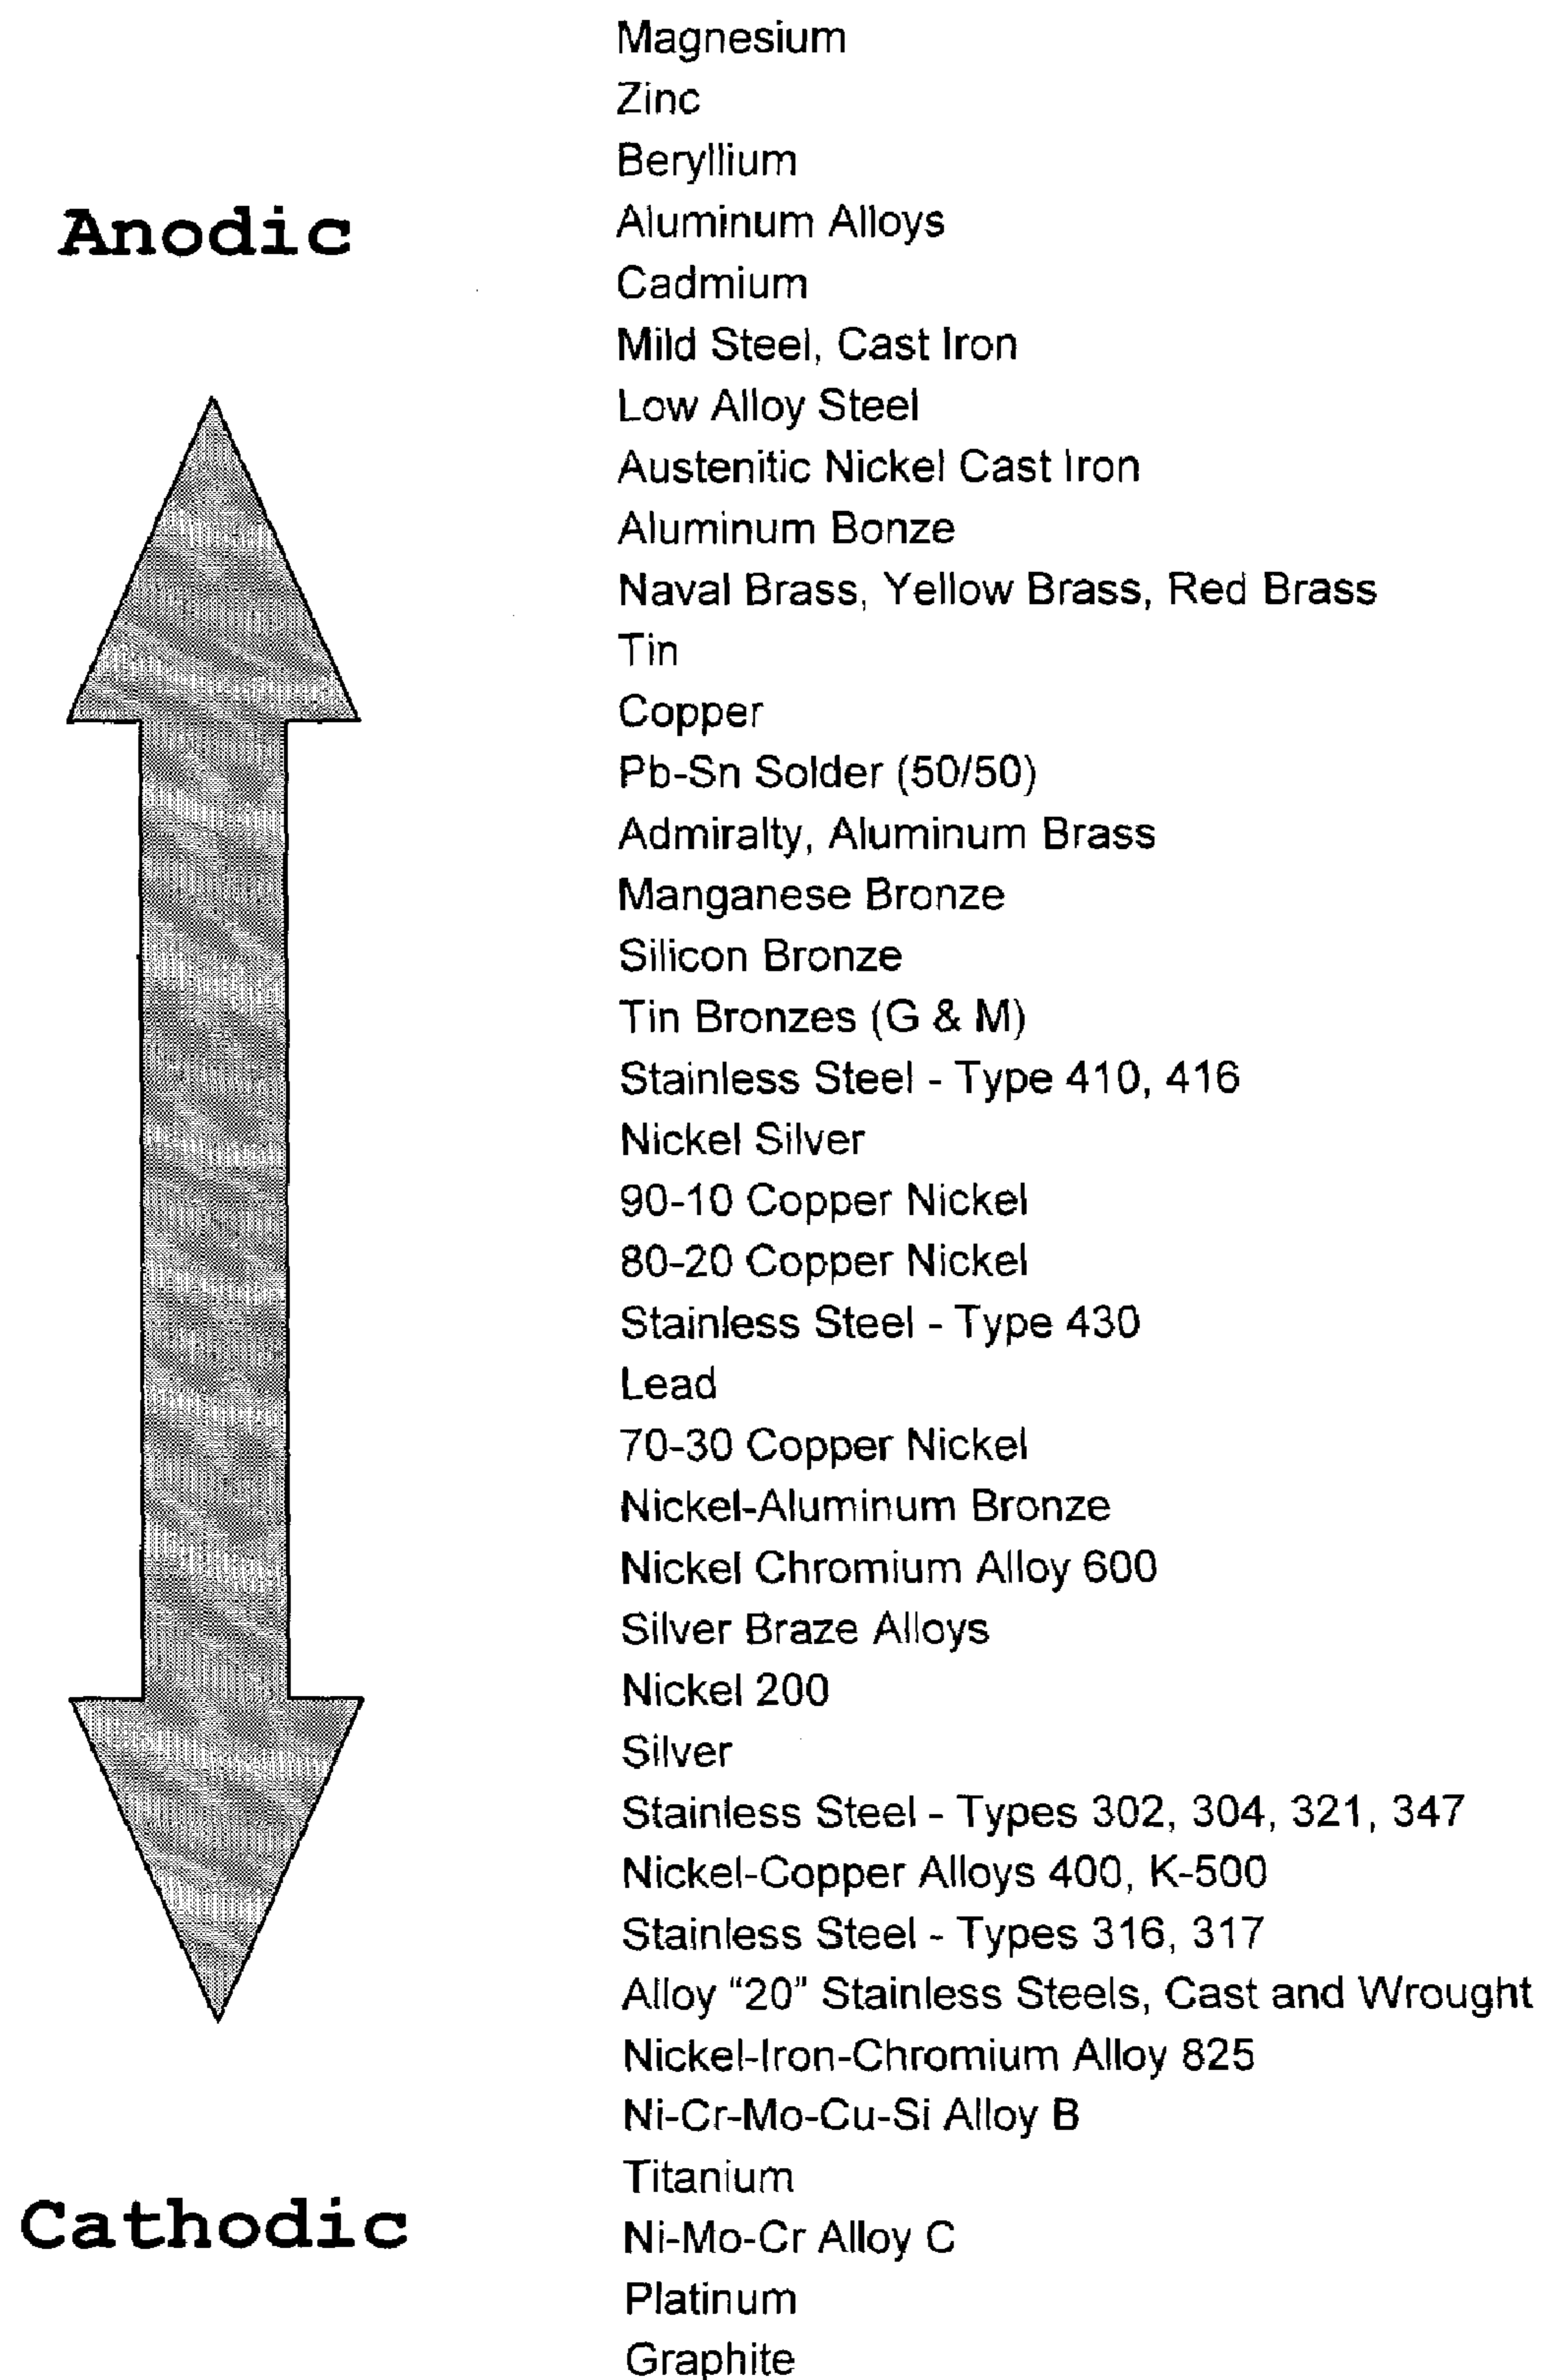 Magnesium
Zinc
Beryllium
Anodic
Aluminum Alloys
Cadmium
Mild Steel, Cast Iron
Low Alloy Steel
Austenitic Nickel Cast Iron
Aluminum Bonze
Naval Brass, Yellow Brass, Red Brass
Tin
Copper
Pb-Sn Solder (50/50)
Admiralty, Aluminum Brass
Manganese Bronze
Silicon Bronze
Tin Bronzes (G & M)
Stainless Steel - Type 410, 416
Nickel Silver
90-10 Copper Nickel
80-20 Copper Nickel
Stainless Steel - Type 430
Lead
70-30 Copper Nickel
Nickel-Aluminum Bronze
Nickel Chromium Alloy 600
Silver Braze Alloys
Nickel 200
Silver
Stainless Steel - Types 302, 304, 321, 347
Nickel-Copper Alloys 400, K-500
Stainless Steel - Types 316, 317
Alloy “20” Stainless Steels, Cast and Wrought
Nickel-Iron-Chromium Alloy 825
Ni-Cr-Mo-Cu-Si Alloy B
Titanium
Cathodic
Ni-Mo-Cr Alloy C
Platinum
Graphite